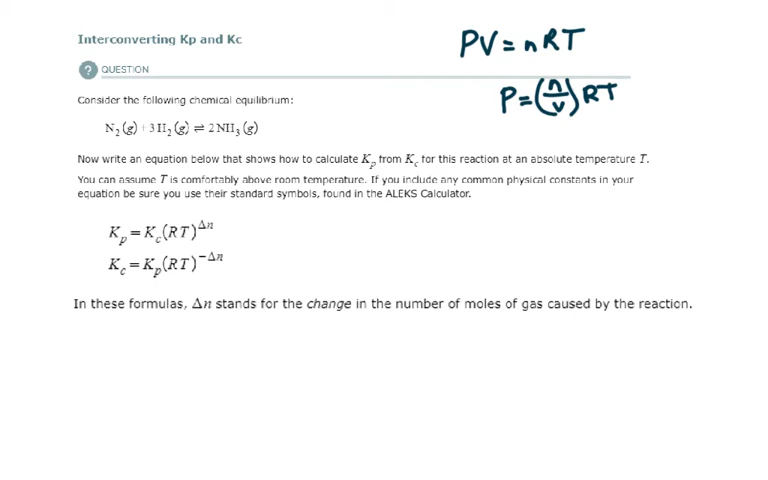 Interconverting Kp and Kc
PV = nRT
? QUESTION
P = (n/V) RT
Consider the following chemical equilibrium:
N₂(g) + 3H₂(g) ⇌ 2NH₃(g)
Now write an equation below that shows how to calculate Kₚ from K꜀ for this reaction at an absolute temperature T.
You can assume T is comfortably above room temperature. If you include any common physical constants in your
equation be sure you use their standard symbols, found in the ALEKS Calculator.
Kₚ = K꜀(RT)^Δn
K꜀ = Kₚ(RT)^−Δn
In these formulas, Δn stands for the change in the number of moles of gas caused by the reaction.